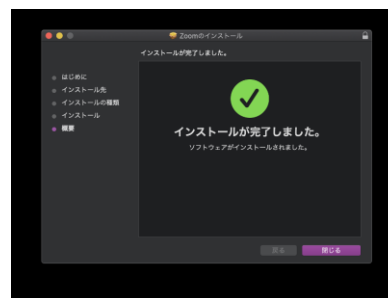 Zoomのインストール
インストールが完了しました。
はじめに
インストール先
インストールの種類
インストール
概要
インストールが完了しました。
ソフトウェアがインストールされました。
戻る
閉じる